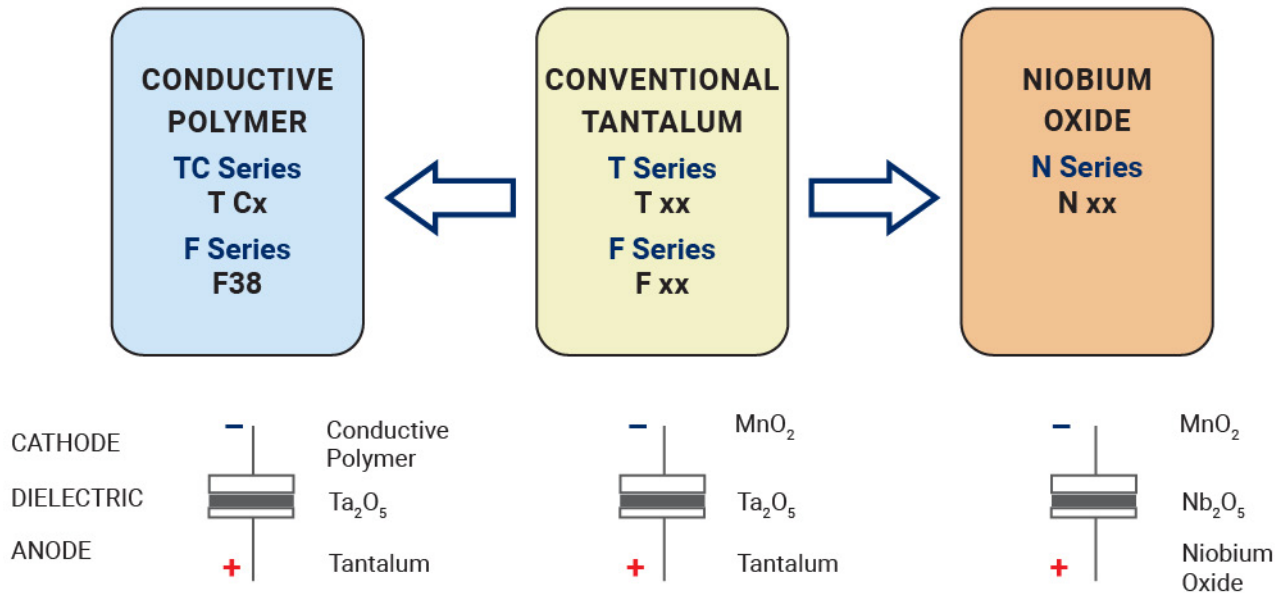 CONDUCTIVE
POLYMER
TC Series
T Cx
F Series
F38
CONVENTIONAL
TANTALUM
T Series
T xx
F Series
F xx
NIOBIUM
OXIDE
N Series
N xx
CATHODE
DIELECTRIC
ANODE
−
Conductive
Polymer
Ta₂O₅
+
Tantalum
−
MnO₂
Ta₂O₅
+
Tantalum
−
MnO₂
Nb₂O₅
+
Niobium
Oxide